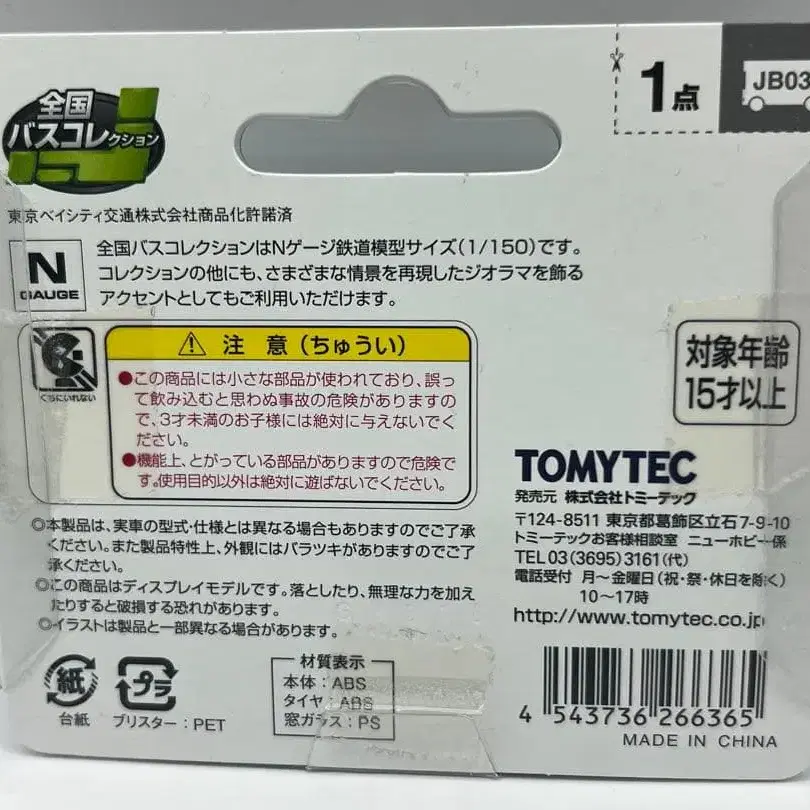 全国
バスコレクション
1点
JB03
東京ベイシティ交通株式会社商品化許諾済
N
GAUGE
全国バスコレクションはNゲージ鉄道模型サイズ(1/150)です。
コレクションの他にも、さまざまな情景を再現したジオラマを飾る
アクセントとしてもご利用いただけます。
くちにいれない
注 意(ちゅうい)
●この商品には小さな部品が使われており、誤っ
て飲み込むと思わぬ事故の危険がありますの
で、3才未満のお子様には絶対に与えないでく
ださい。
●機能上、とがっている部品がありますので危険で
す。使用目的以外は絶対に遊ばないでください。
対象年齢
15才以上
◎本製品は、実車の型式・仕様とは異なる場合もありますのでご了承
ください。また製品特性上、外観にはバラツキがありますのでご了
承ください。
◎この商品はディスプレイモデルです。落としたり、無理な力を加え
たりすると破損する恐れがあります。
◎イラストは製品と一部異なる場合があります。
TOMYTEC
発売元 株式会社トミーテック
〒124-8511 東京都葛飾区立石7-9-10
トミーテックお客様相談室 ニューホビー係
TEL03(3695)3161(代)
電話受付 月〜金曜日(祝・祭・休日を除く)
10〜17時
http://www.tomytec.co.jp
紙
台紙
プラ
ブリスター:PET
材質表示
本体:ABS
タイヤ:ABS
窓ガラス:PS
4 543736 266365
MADE IN CHINA